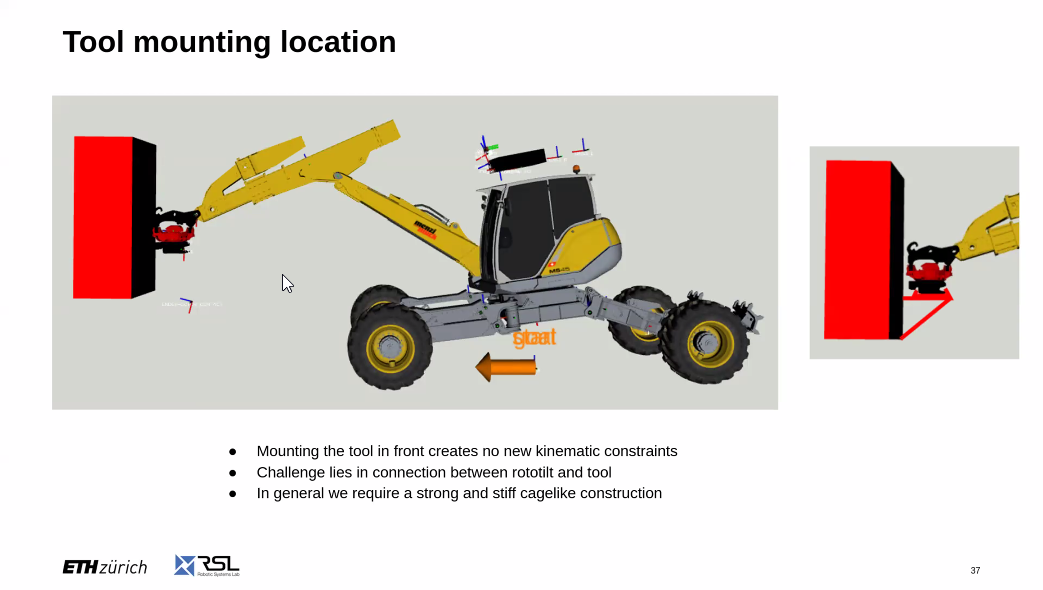 Tool mounting location
menzi
M545
goal
start
● Mounting the tool in front creates no new kinematic constraints
● Challenge lies in connection between rototilt and tool
● In general we require a strong and stiff cagelike construction
ETH zürich
RSL
Robotic Systems Lab
37